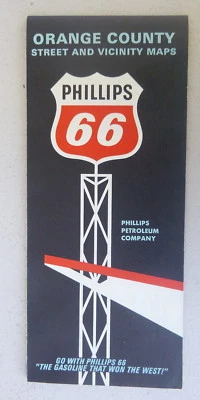 ORANGE COUNTY
STREET AND VICINITY MAPS
PHILLIPS
66
PHILLIPS
PETROLEUM
COMPANY
GO WITH PHILLIPS 66
"THE GASOLINE THAT WON THE WEST!"